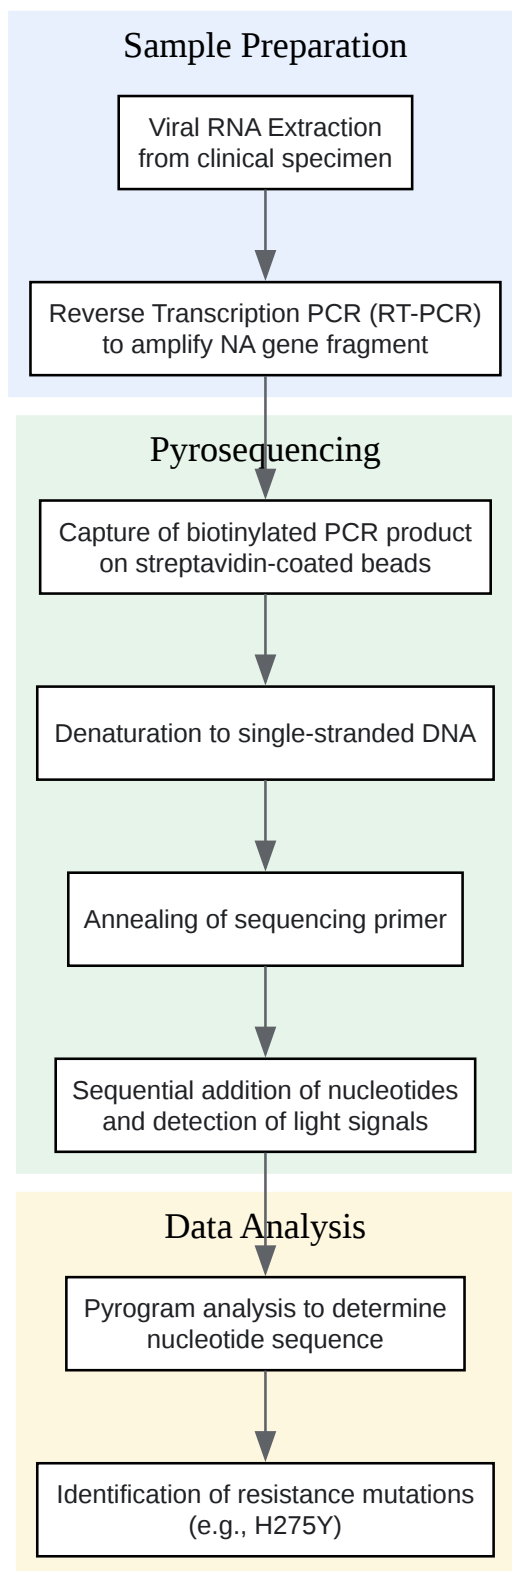 Sample Preparation
Viral RNA Extraction
from clinical specimen
Reverse Transcription PCR (RT-PCR)
to amplify NA gene fragment
Pyrosequencing
Capture of biotinylated PCR product
on streptavidin-coated beads
Denaturation to single-stranded DNA
Annealing of sequencing primer
Sequential addition of nucleotides
and detection of light signals
Data Analysis
Pyrogram analysis to determine
nucleotide sequence
Identification of resistance mutations
(e.g., H275Y)